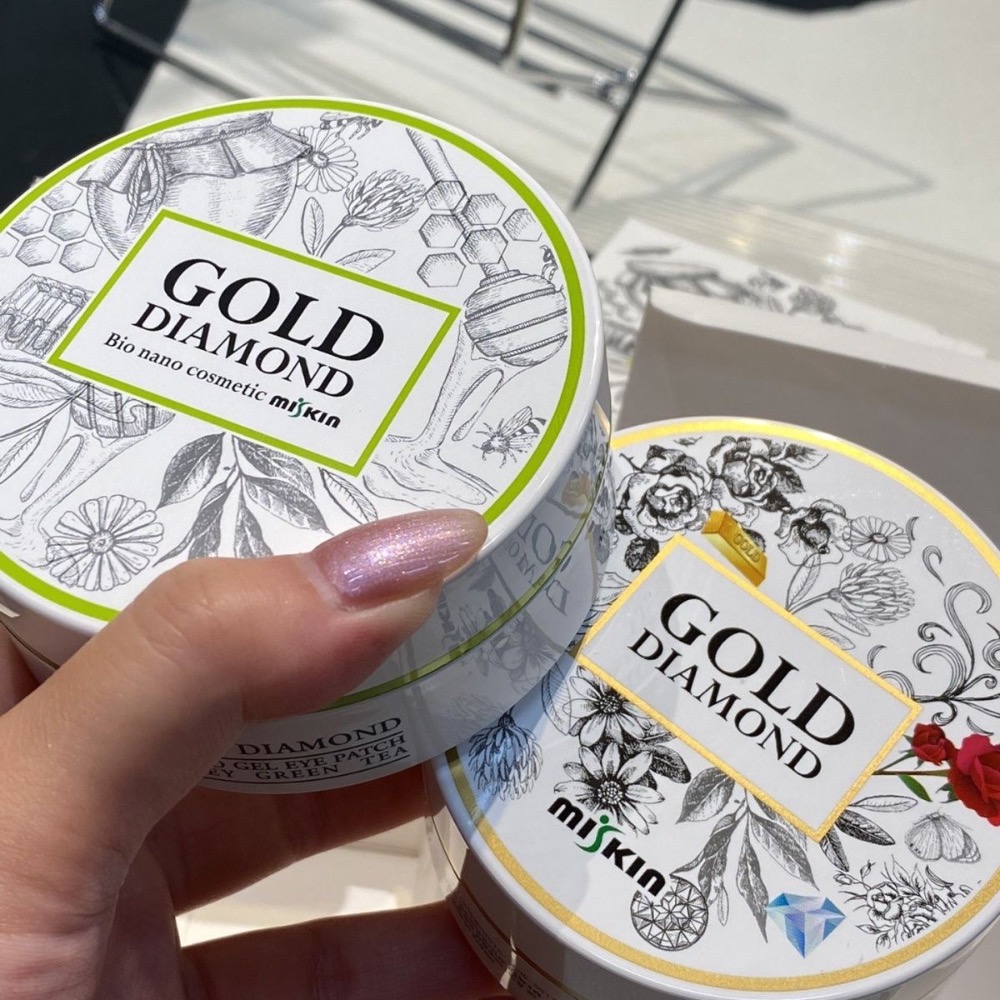 GOLD
DIAMOND
Bio nano cosmetic miskin
DIAMOND
GEL EYE PATCH
GREEN TEA
GOLD
GOLD
DIAMOND
miskin